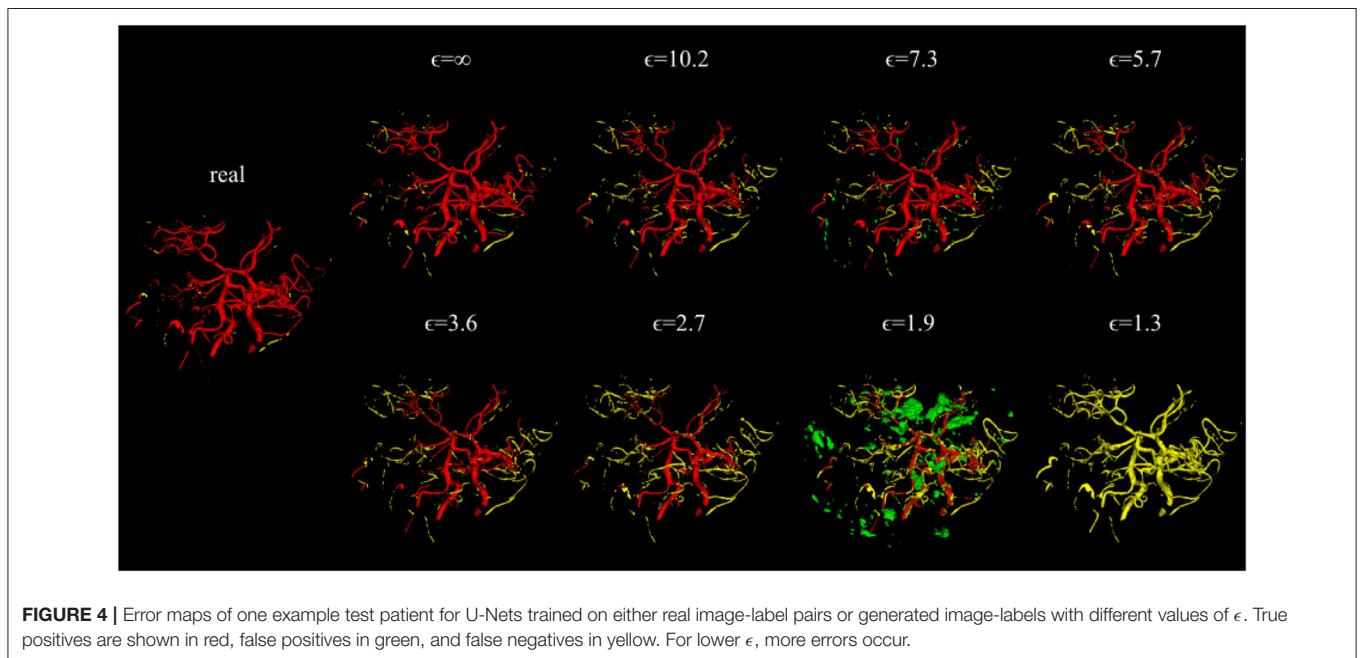 ϵ=∞ ϵ=10.2 ϵ=7.3 ϵ=5.7
real
ϵ=3.6 ϵ=2.7 ϵ=1.9 ϵ=1.3
FIGURE 4 | Error maps of one example test patient for U-Nets trained on either real image-label pairs or generated image-labels with different values of ϵ. True
positives are shown in red, false positives in green, and false negatives in yellow. For lower ϵ, more errors occur.